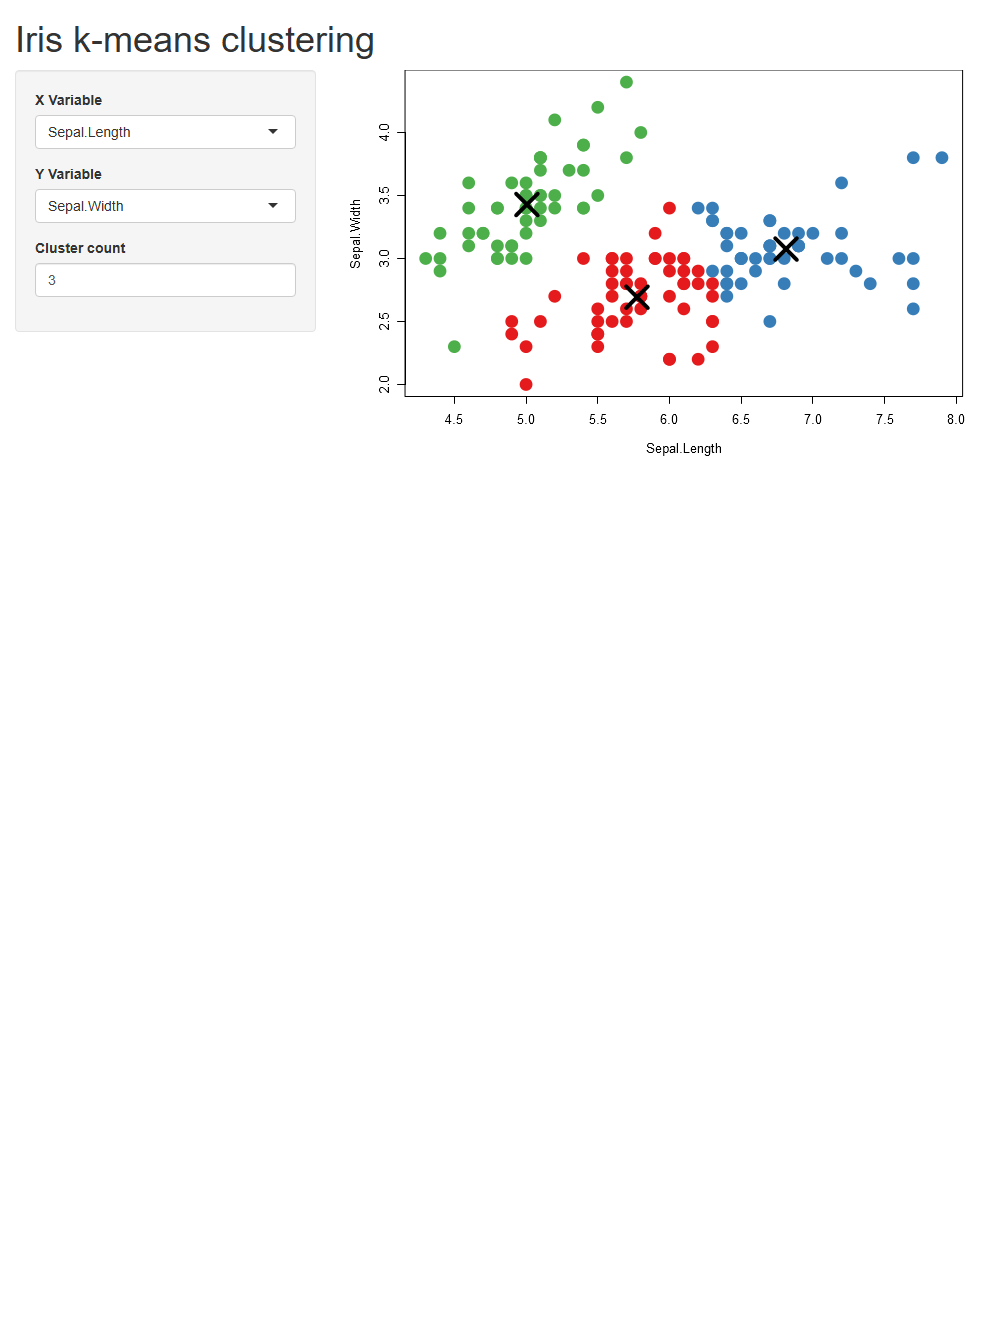 Iris k-means clustering
X Variable
Sepal.Length
Y Variable
Sepal.Width
Cluster count
3
Sepal.Width
4.0
3.5
3.0
2.5
2.0
4.5 5.0 5.5 6.0 6.5 7.0 7.5 8.0
Sepal.Length